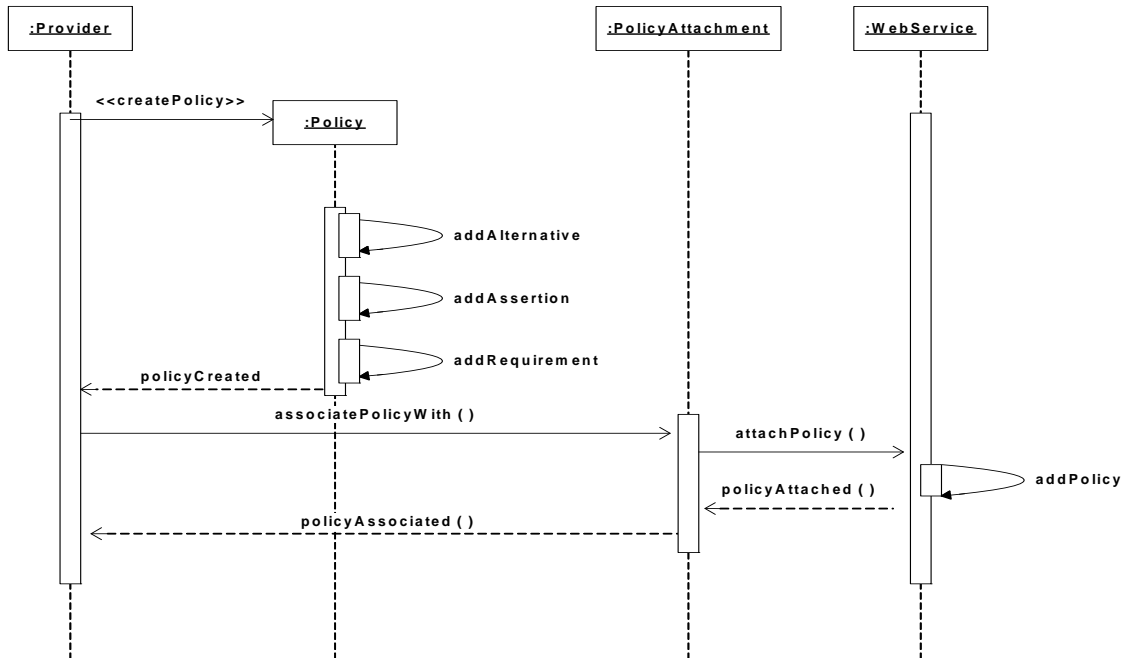 :Provider
:PolicyAttachment
:WebService
<<createPolicy>>
:Policy
addAlternative
addAssertion
addRequirement
policyCreated
associatePolicyWith()
attachPolicy()
addPolicy
policyAttached()
policyAssociated()